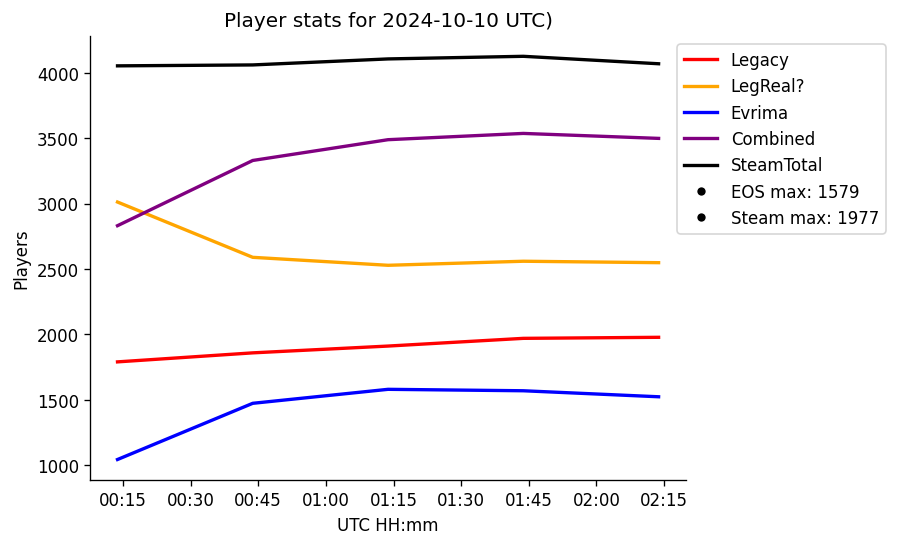 Player stats for 2024-10-10 UTC)
Legacy
LegReal?
Evrima
Combined
SteamTotal
EOS max: 1579
Steam max: 1977
Players
4000
3500
3000
2500
2000
1500
1000
00:15 00:30 00:45 01:00 01:15 01:30 01:45 02:00 02:15
UTC HH:mm